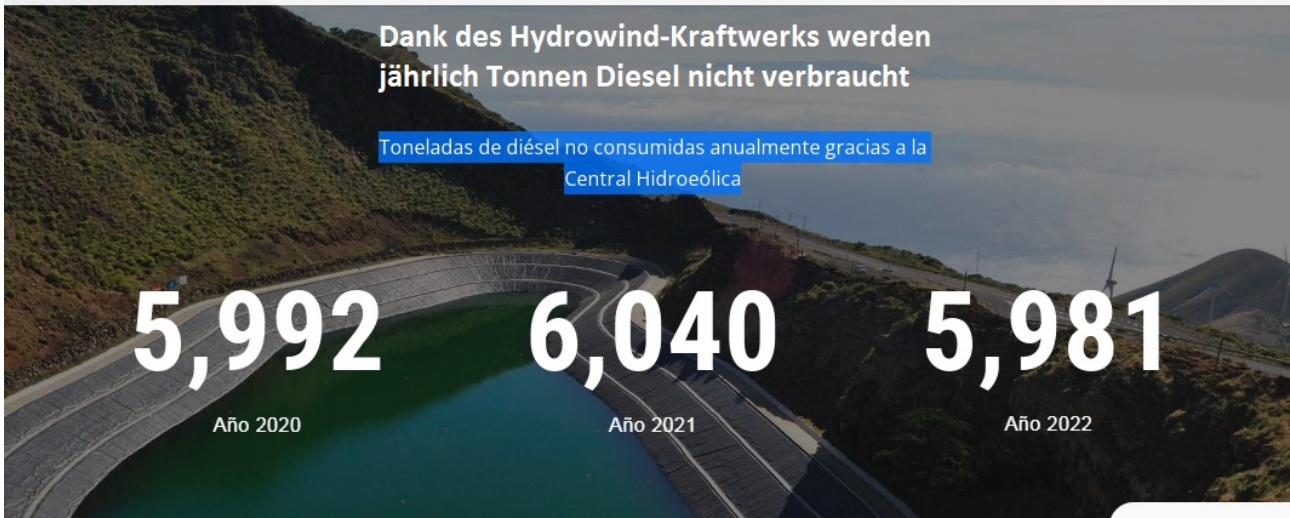 Dank des Hydrowind-Kraftwerks werden
jährlich Tonnen Diesel nicht verbraucht
Toneladas de diésel no consumidas anualmente gracias a la
Central Hidroeólica
5,992
6,040
5,981
Año 2020
Año 2021
Año 2022